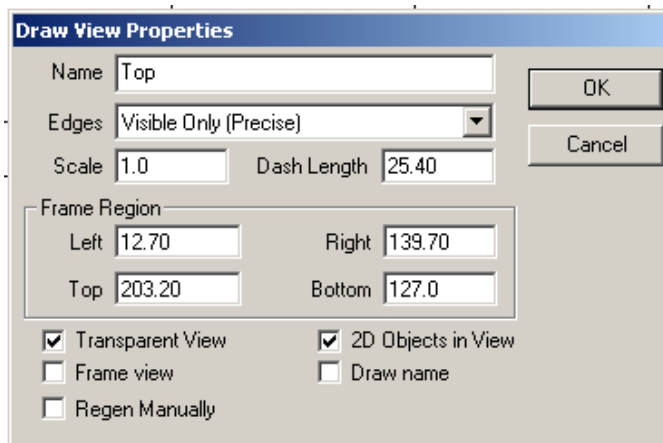 Draw View Properties
Name Top
OK
Edges Visible Only (Precise)
Cancel
Scale 1.0 Dash Length 25.40
Frame Region
Left 12.70 Right 139.70
Top 203.20 Bottom 127.0
Transparent View 2D Objects in View
Frame view Draw name
Regen Manually